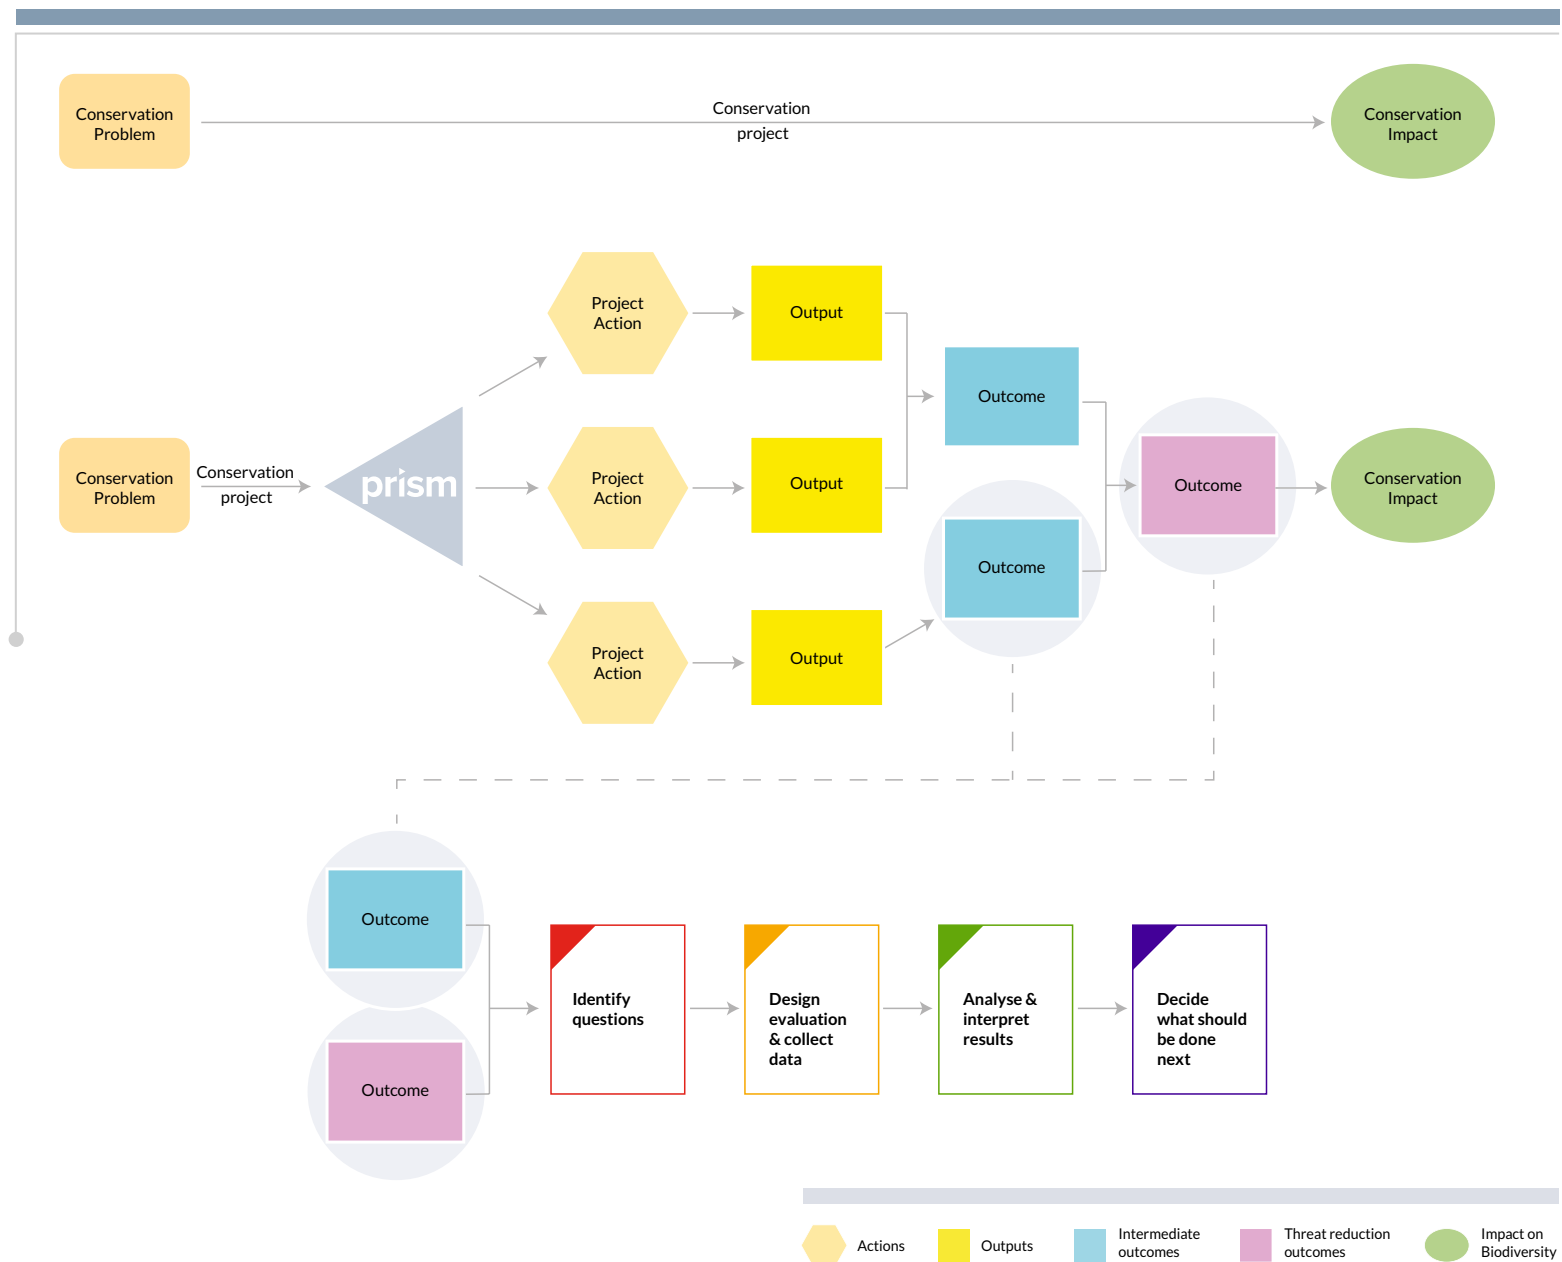 Conservation
Problem
Conservation
project
Conservation
Impact
Project
Action
Output
Outcome
Conservation
Problem
Conservation
project
prism
Project
Action
Output
Outcome
Outcome
Conservation
Impact
Project
Action
Output
Outcome
Outcome
Identify
questions
Design
evaluation
& collect
data
Analyse &
interpret
results
Decide
what should
be done
next
Actions
Outputs
Intermediate
outcomes
Threat reduction
outcomes
Impact on
Biodiversity